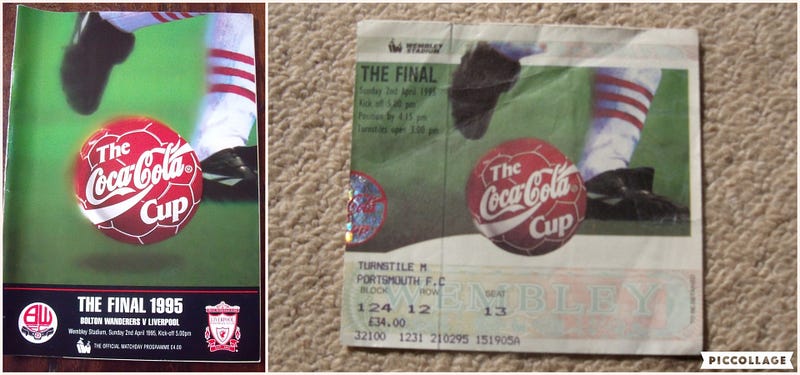 The
Coca-Cola®
Cup
THE FINAL 1995
BOLTON WANDERERS V LIVERPOOL
Wembley Stadium, Sunday 2nd April 1995, Kick-off 5.00pm
THE OFFICIAL MATCHDAY PROGRAMME £4.00
WEMBLEY
STADIUM
THE FINAL
Sunday 2nd April 1995
Kick off 5.00 pm
Position by 4.15 pm
Turnstiles open 3.00 pm
The
Coca-Cola®
Cup
TURNSTILE M
PORTSMOUTH F.C
BLOCK ROW SEAT
124 12 13
£34.00
32100 1231 210295 151905A
WEMBLEY
PICCOLLAGE